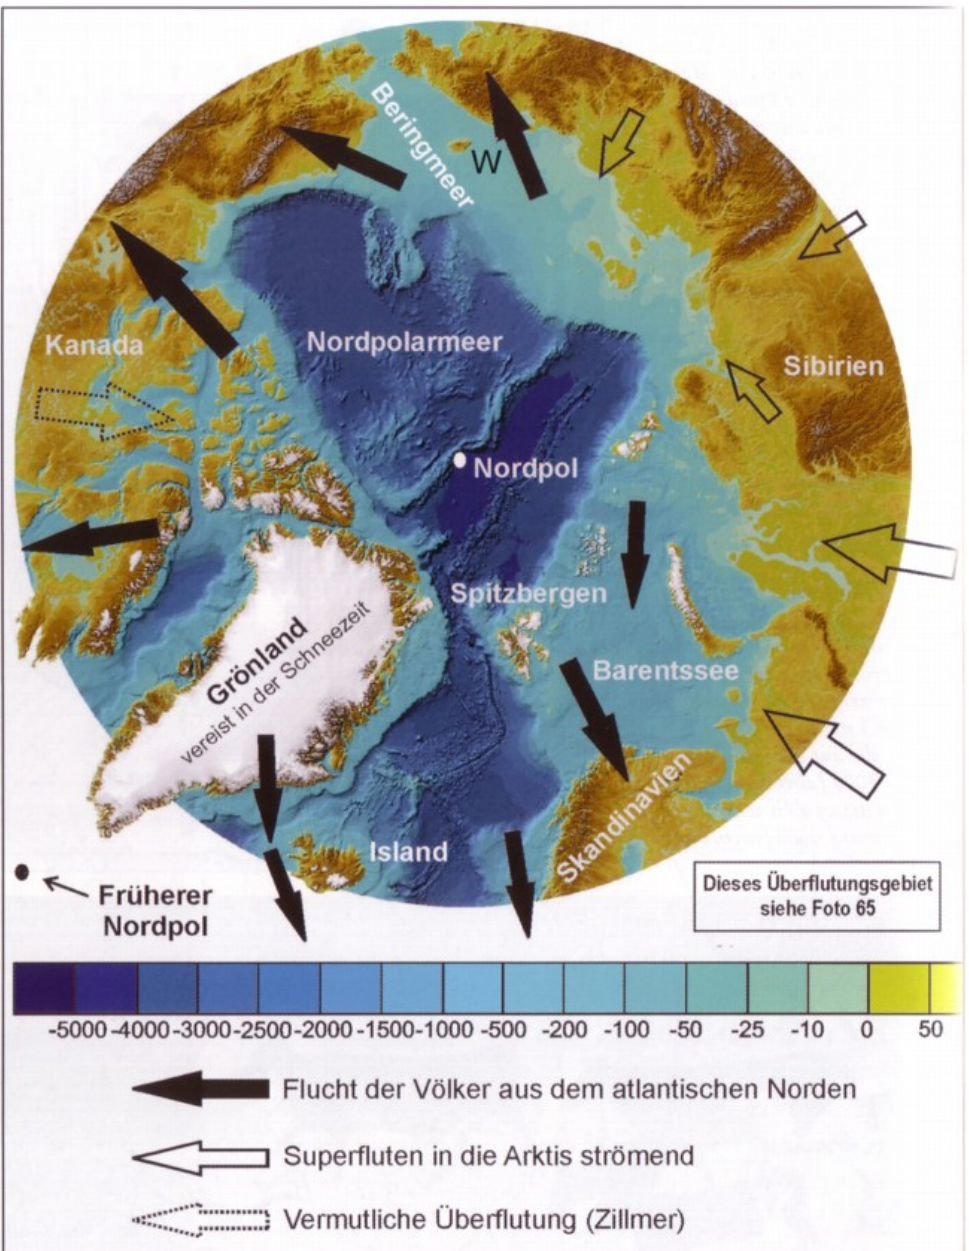 Beringmeer
W
Kanada
Nordpolarmeer
Sibirien
Nordpol
Spitzbergen
Grönland
vereist in der Schneezeit
Barentssee
Skandinavien
Island
Früherer
Nordpol
Dieses Überflutungsgebiet
siehe Foto 65
-5000 -4000 -3000 -2500 -2000 -1500 -1000 -500 -200 -100 -50 -25 -10 0 50
Flucht der Völker aus dem atlantischen Norden
Superfluten in die Arktis strömend
Vermutliche Überflutung (Zillmer)